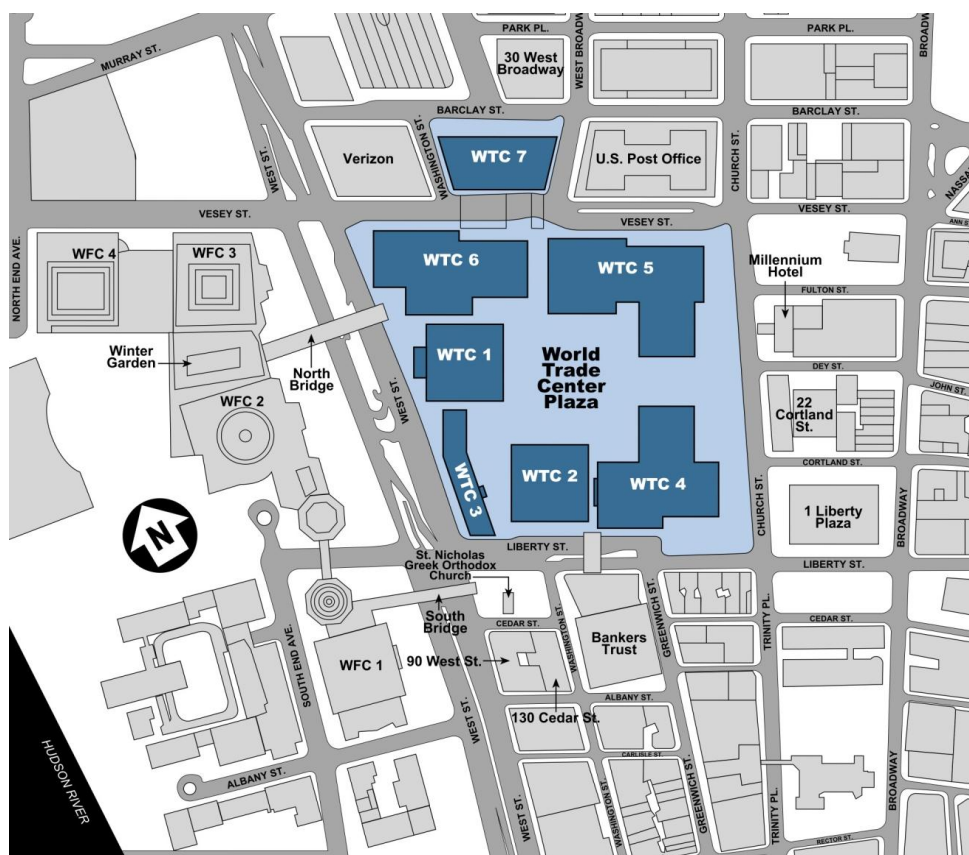 PARK PL.
WEST BROADWAY
PARK PL.
BROADWAY
MURRAY ST.
30 West
Broadway
BARCLAY ST.
BARCLAY ST.
WEST ST.
Verizon
WASHINGTON ST.
WTC 7
U.S. Post Office
CHURCH ST.
VESEY ST.
VESEY ST.
VESEY ST.
NORTH END AVE.
WFC 4
WFC 3
WTC 6
WTC 5
Millennium
Hotel
FULTON ST.
Winter
Garden
North
Bridge
WTC 1
World
Trade
Center
Plaza
DEY ST.
JOHN ST.
WFC 2
WEST ST.
22
Cortland
St.
WTC 3
WTC 2
WTC 4
CORTLAND ST.
N
CHURCH ST.
1 Liberty
Plaza
BROADWAY
LIBERTY ST.
LIBERTY ST.
St. Nicholas
Greek Orthodox
Church
South
Bridge
CEDAR ST.
WASHINGTON ST.
GREENWICH ST.
TRINITY PL.
CEDAR ST.
Bankers
Trust
WFC 1
90 West St.
SOUTH END AVE.
ALBANY ST.
130 Cedar St.
WEST ST.
CARLISLE ST.
HUDSON RIVER
ALBANY ST.
WEST ST.
WASHINGTON ST.
GREENWICH ST.
TRINITY PL.
BROADWAY
RECTOR ST.